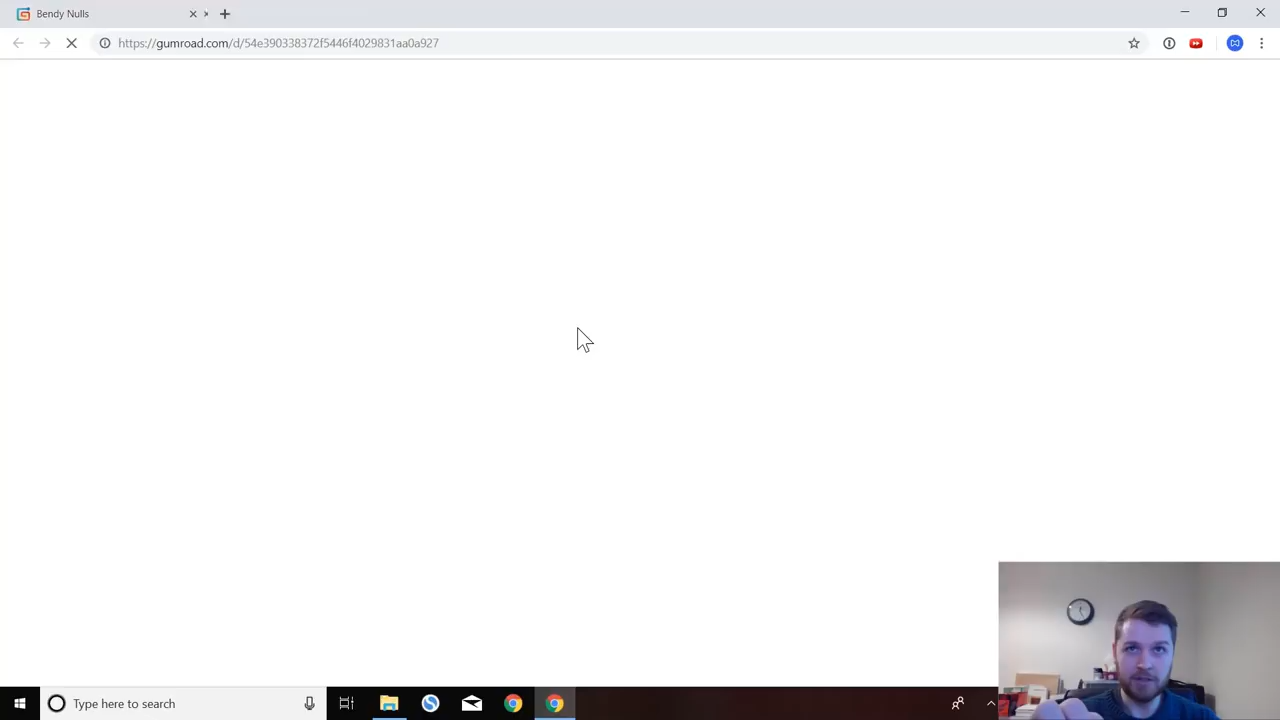 Bendy Nulls
https://gumroad.com/d/54e390338372f5446f4029831aa0a927
Type here to search